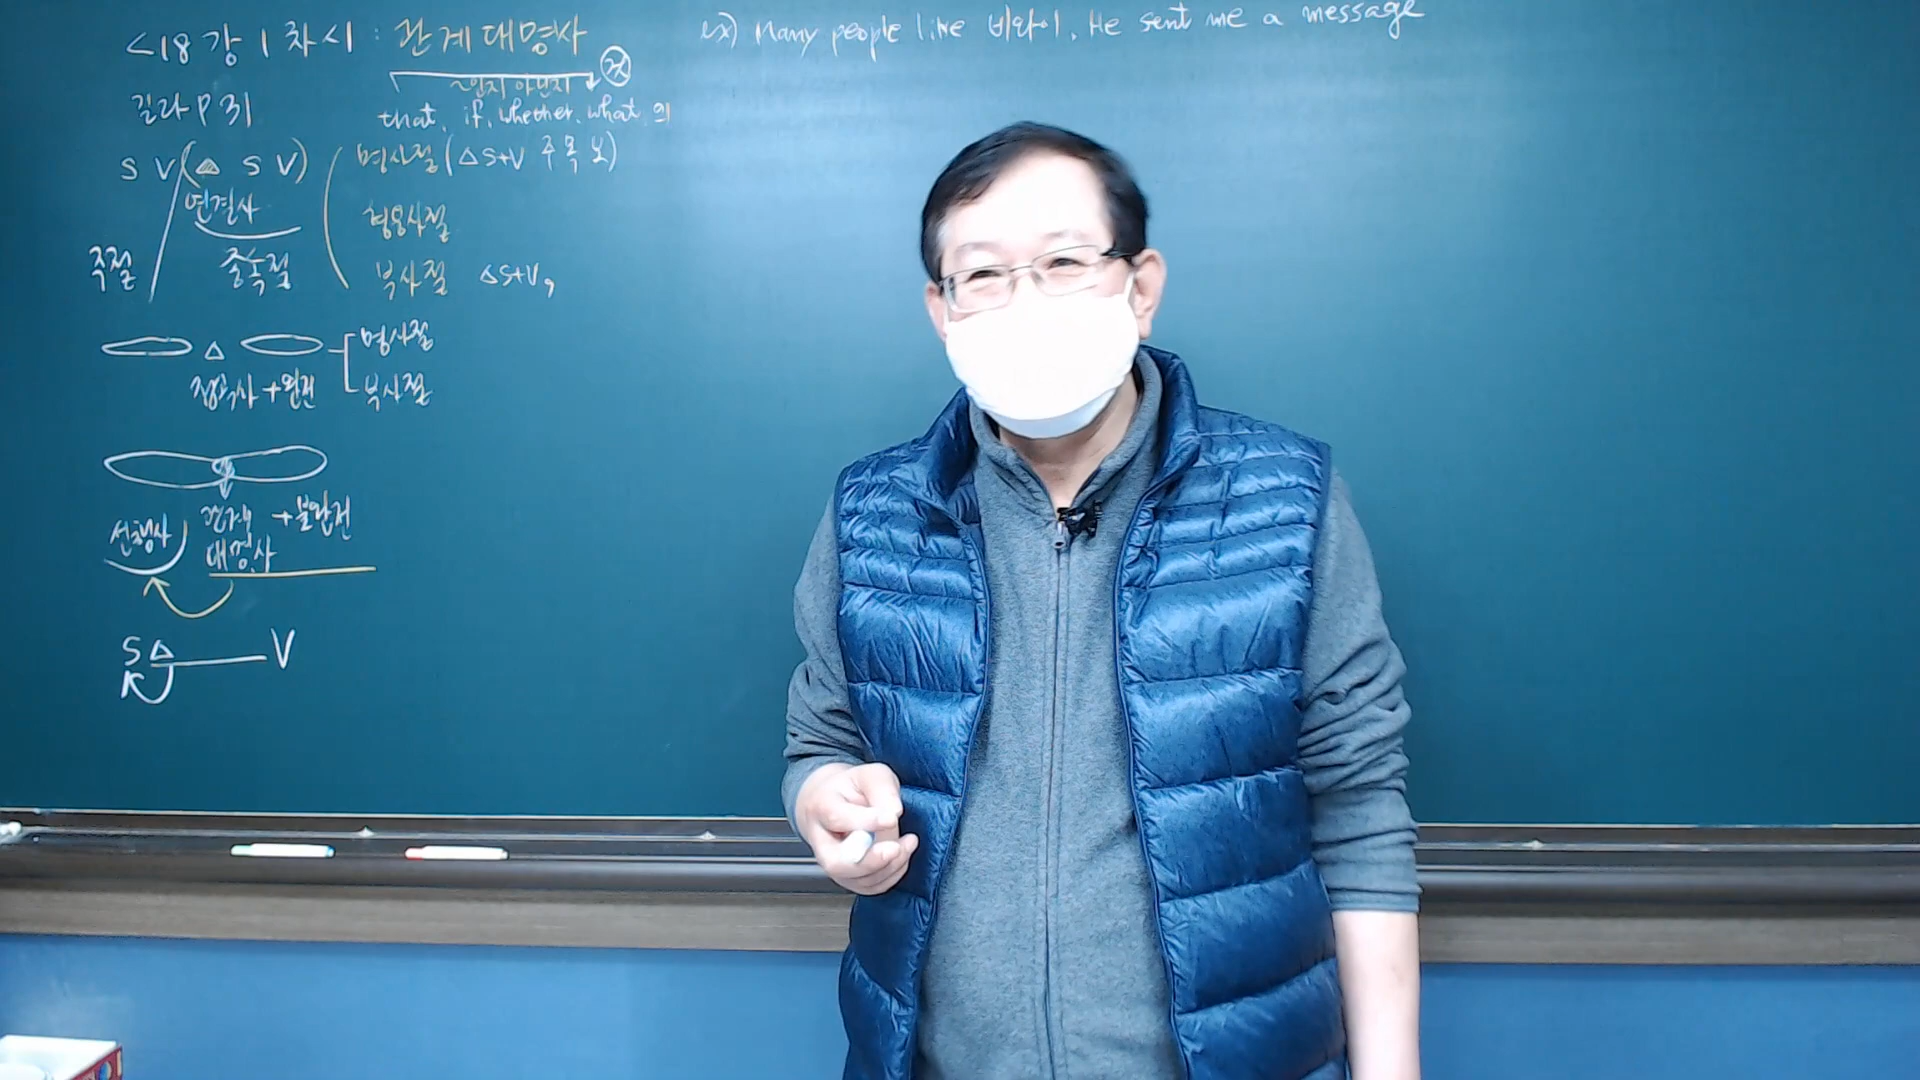 <18강 1차시 : 관계대명사
ex) Many people like 비와이. He sent me a message
~인지 아닌지 것
길라 P 31
that, if, whether, what, 의
S V (△ S V)
명사절 (△ S+V 주 목 보)
연결사
형용사절
주절
종속절
부사절 △S+V,
△
명사절
접속사 + 완전
부사절
선행사
관계대명사
+ 불완전
S △ V